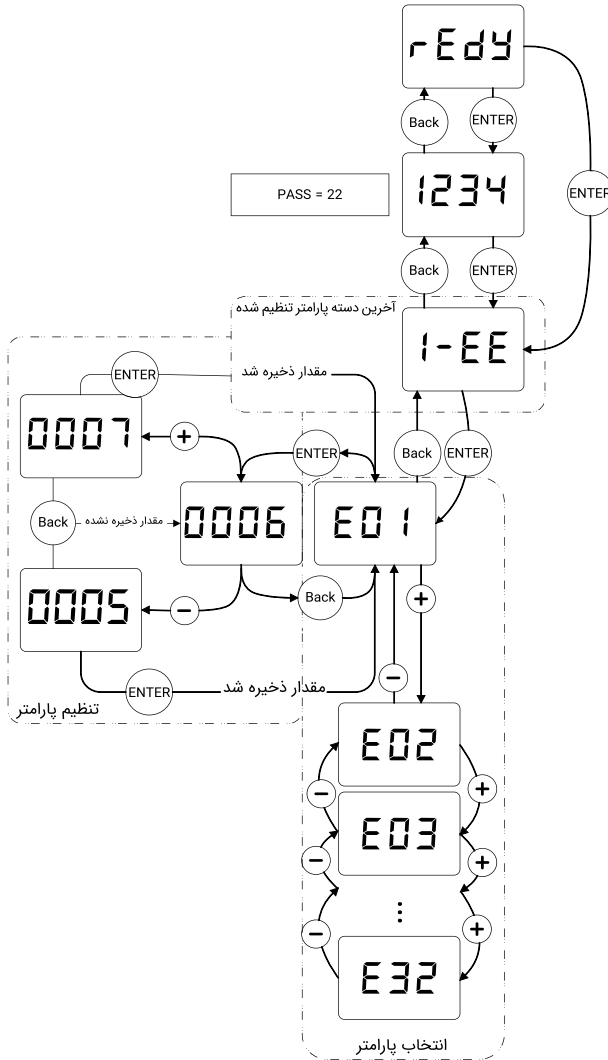 rEdy
Back
ENTER
ENTER
PASS = 22
1234
Back
ENTER
آخرین دسته پارامتر تنظیم شده
1-EE
ENTER
مقدار ذخیره شد
0007
+
ENTER
Back
ENTER
Back
مقدار ذخیره نشده
0006
E01
0005
-
Back
+
-
ENTER
مقدار ذخیره شد
تنظیم پارامتر
E02
-
+
E03
-
+
⋮
-
+
E32
انتخاب پارامتر